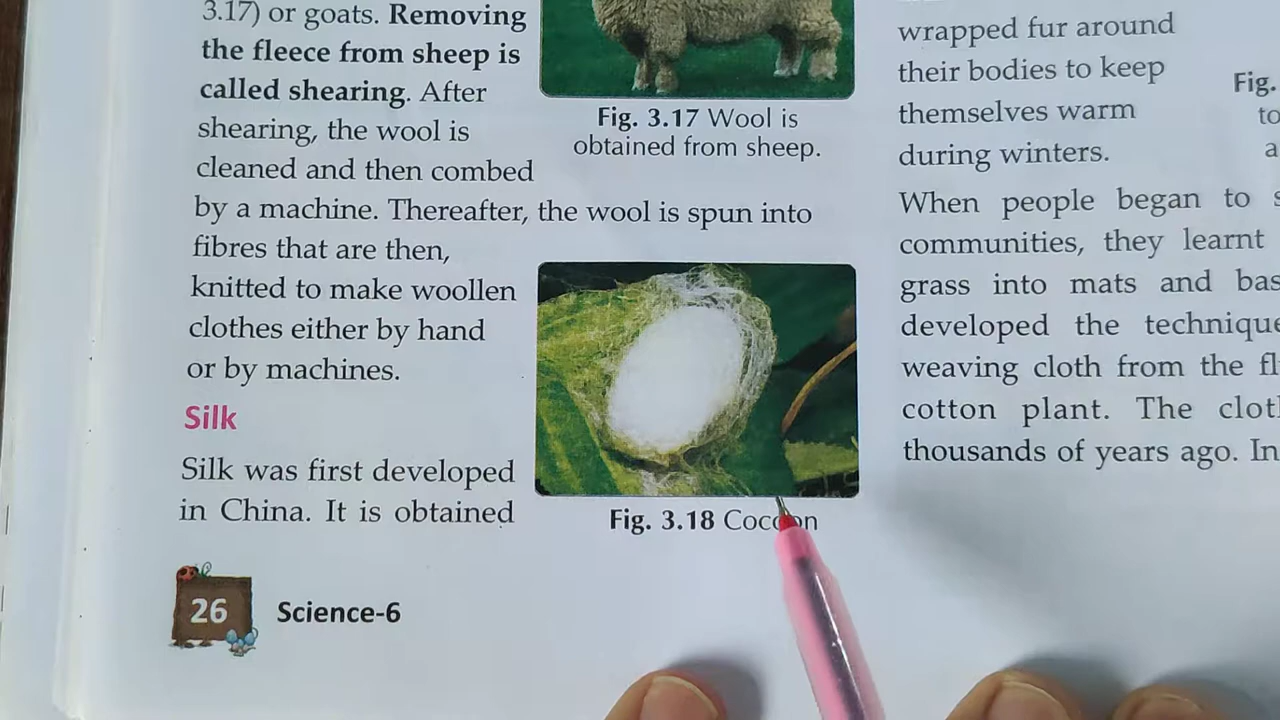 3.17) or goats. Removing
the fleece from sheep is
called shearing. After
shearing, the wool is
cleaned and then combed
by a machine. Thereafter, the wool is spun into
fibres that are then,
knitted to make woollen
clothes either by hand
or by machines.
Fig. 3.17 Wool is
obtained from sheep.
Silk
Silk was first developed
in China. It is obtained
Fig. 3.18 Cocoon
26 Science-6
wrapped fur around
their bodies to keep
themselves warm
during winters.
Fig.
to
a
When people began to
communities, they learnt
grass into mats and
developed the
weaving cloth from the
cotton plant. The
thousands of years ago. In